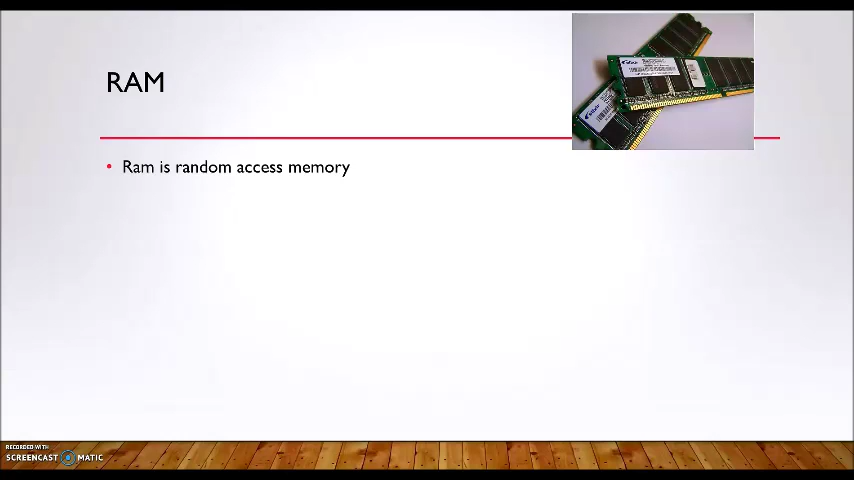 RAM
• Ram is random access memory
RECORDED WITH
SCREENCAST MATIC